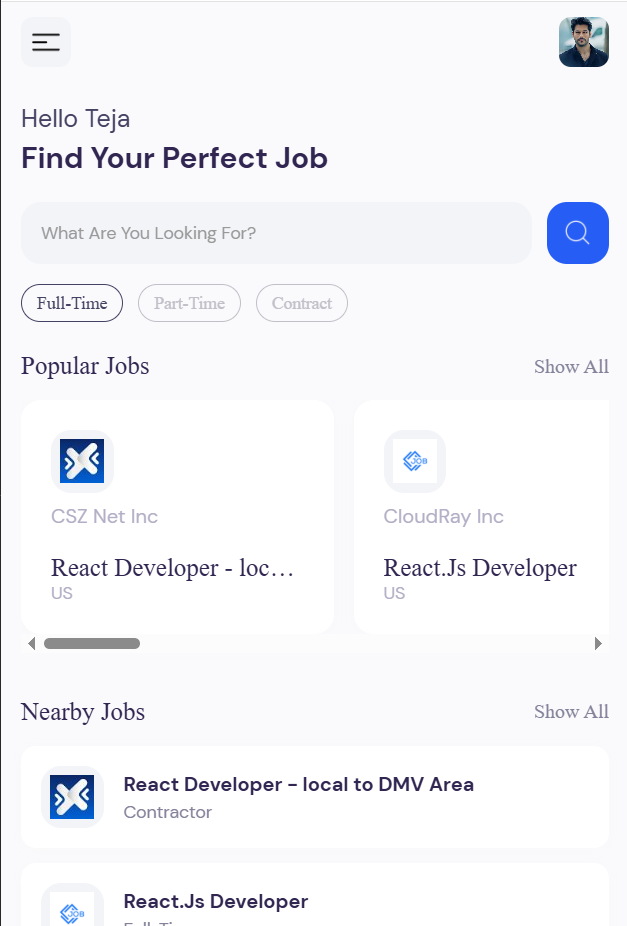 Hello Teja
Find Your Perfect Job
What Are You Looking For?
Full-Time Part-Time Contract
Popular Jobs Show All
JOB
CSZ Net Inc CloudRay Inc
React Developer - loc... React.Js Developer
US US
Nearby Jobs Show All
React Developer - local to DMV Area
Contractor
JOB
React.Js Developer
Full-Ti